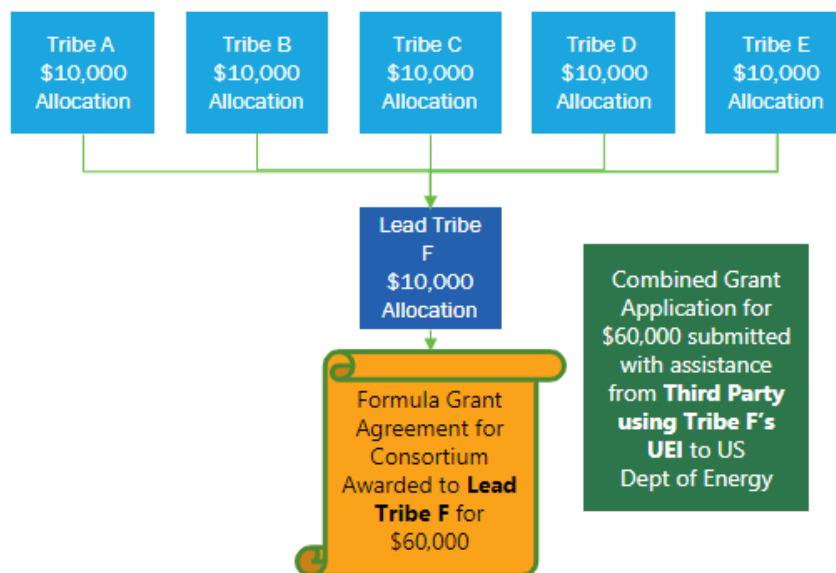 Tribe A
$10,000
Allocation
Tribe B
$10,000
Allocation
Tribe C
$10,000
Allocation
Tribe D
$10,000
Allocation
Tribe E
$10,000
Allocation
Lead Tribe
F
$10,000
Allocation
Combined Grant
Application for
$60,000 submitted
with assistance
from Third Party
using Tribe F's
UEI to US
Dept of Energy
Formula Grant
Agreement for
Consortium
Awarded to Lead
Tribe F for
$60,000